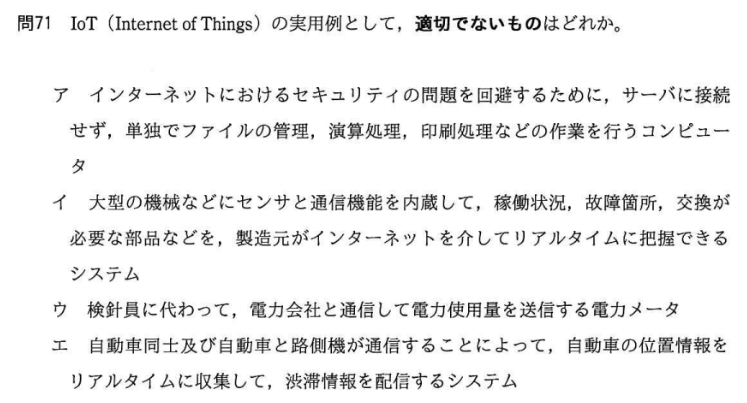 問71 IoT（Internet of Things）の実用例として，適切でないものはどれか。
ア インターネットにおけるセキュリティの問題を回避するために，サーバに接続
せず，単独でファイルの管理，演算処理，印刷処理などの作業を行うコンピュー
タ
イ 大型の機械などにセンサと通信機能を内蔵して，稼働状況，故障箇所，交換が
必要な部品などを，製造元がインターネットを介してリアルタイムに把握できる
システム
ウ 検針員に代わって，電力会社と通信して電力使用量を送信する電力メータ
エ 自動車同士及び自動車と路側機が通信することによって，自動車の位置情報を
リアルタイムに収集して，渋滞情報を配信するシステム